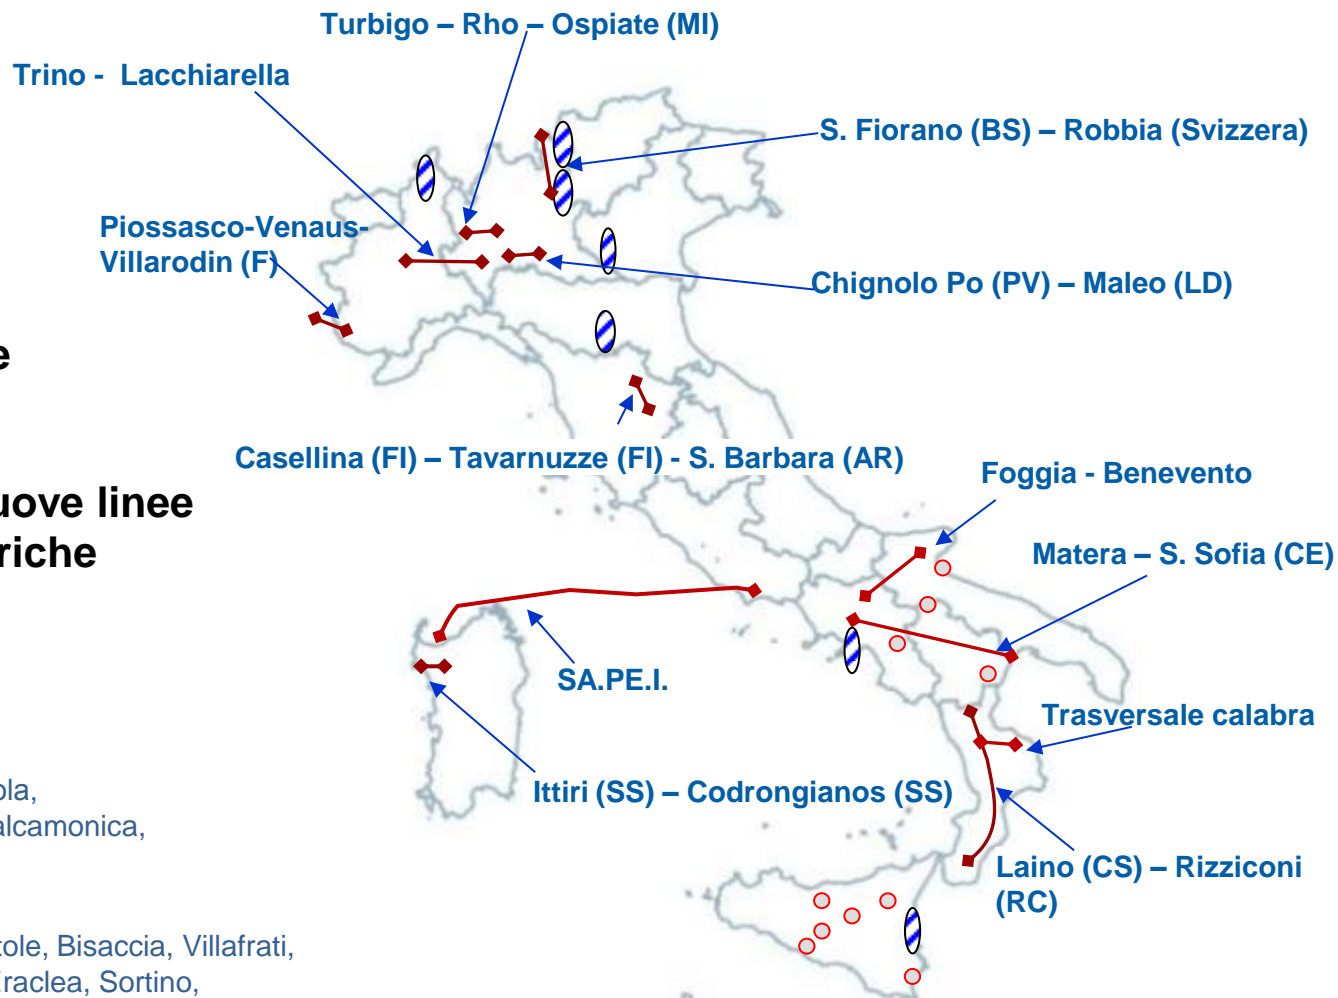 Turbigo – Rho – Ospiate (MI)
Trino - Lacchiarella
S. Fiorano (BS) – Robbia (Svizzera)
Piossasco-Venaus-
Villarodin (F)
Chignolo Po (PV) – Maleo (LD)
e
Casellina (FI) – Tavarnuzze (FI) - S. Barbara (AR)
Foggia - Benevento
uove linee
riche
Matera – S. Sofia (CE)
SA.PE.I.
Trasversale calabra
Ittiri (SS) – Codrongianos (SS)
ola,
alcamonica,
Laino (CS) – Rizziconi
(RC)
tole, Bisaccia, Villafrati,
Eraclea, Sortino,